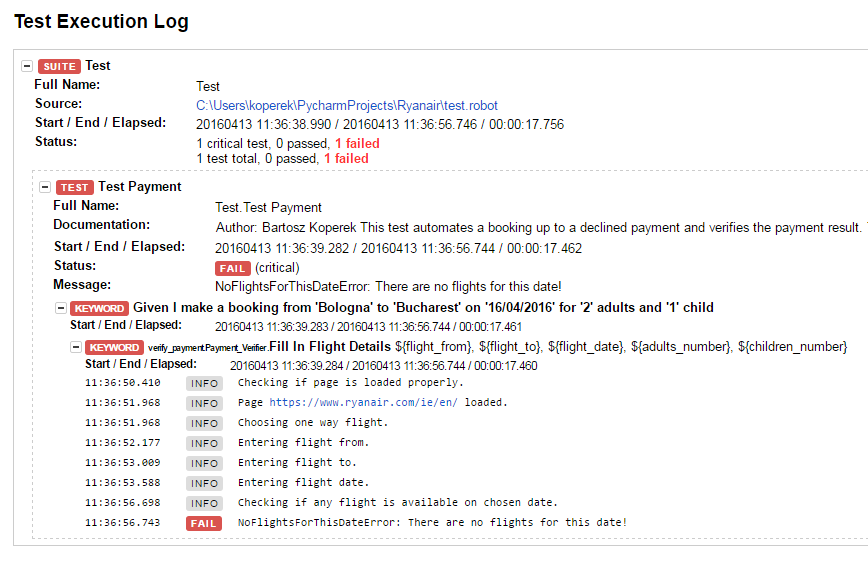 Test Execution Log
SUITE Test
Full Name: Test
Source: C:\Users\koperek\PycharmProjects\Ryanair\test.robot
Start / End / Elapsed: 20160413 11:36:38.990 / 20160413 11:36:56.746 / 00:00:17.756
Status: 1 critical test, 0 passed, 1 failed
1 test total, 0 passed, 1 failed
TEST Test Payment
Full Name: Test.Test Payment
Documentation: Author: Bartosz Koperek This test automates a booking up to a declined payment and verifies the payment result.
Start / End / Elapsed: 20160413 11:36:39.282 / 20160413 11:36:56.744 / 00:00:17.462
Status: FAIL (critical)
Message: NoFlightsForThisDateError: There are no flights for this date!
KEYWORD Given I make a booking from 'Bologna' to 'Bucharest' on '16/04/2016' for '2' adults and '1' child
Start / End / Elapsed: 20160413 11:36:39.283 / 20160413 11:36:56.744 / 00:00:17.461
KEYWORD verify_payment.Payment_Verifier.Fill In Flight Details ${flight_from}, ${flight_to}, ${flight_date}, ${adults_number}, ${children_number}
Start / End / Elapsed: 20160413 11:36:39.284 / 20160413 11:36:56.744 / 00:00:17.460
11:36:50.410 INFO Checking if page is loaded properly.
11:36:51.968 INFO Page https://www.ryanair.com/ie/en/ loaded.
11:36:51.968 INFO Choosing one way flight.
11:36:52.177 INFO Entering flight from.
11:36:53.009 INFO Entering flight to.
11:36:53.588 INFO Entering flight date.
11:36:56.698 INFO Checking if any flight is available on chosen date.
11:36:56.743 FAIL NoFlightsForThisDateError: There are no flights for this date!